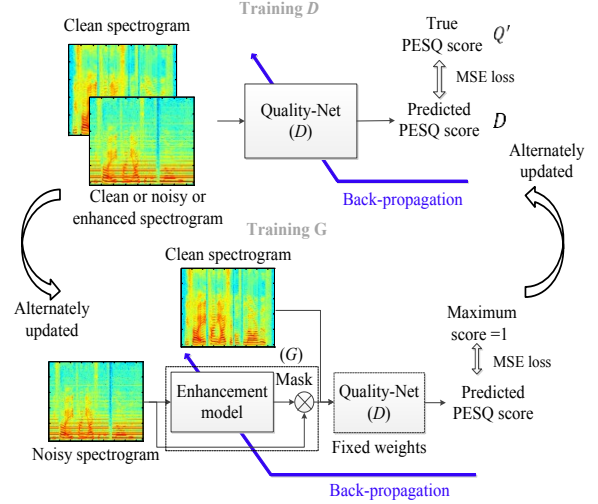 Training D
Clean spectrogram
True
PESQ score Q′
MSE loss
Quality-Net
(D)
Predicted
PESQ score D
Clean or noisy or
enhanced spectrogram
Back-propagation
Alternately
updated
Training G
Clean spectrogram
Alternately
updated
Maximum
score =1
(G)
Mask
MSE loss
Enhancement
model
Quality-Net
(D)
Predicted
PESQ score
Noisy spectrogram
Fixed weights
Back-propagation